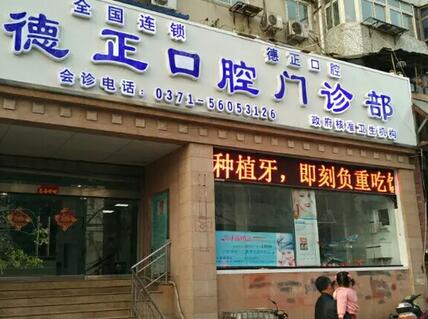 全国连锁
德正口腔
德正口腔门诊部
会诊电话：0371-56053126
政府核准卫生机构
种植牙，即刻负重吃